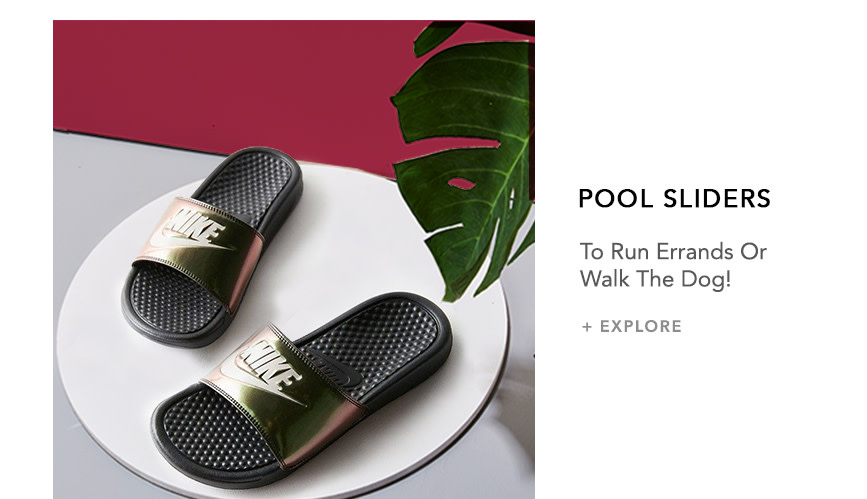 NIKE
NIKE
POOL SLIDERS
To Run Errands Or
Walk The Dog!
+ EXPLORE